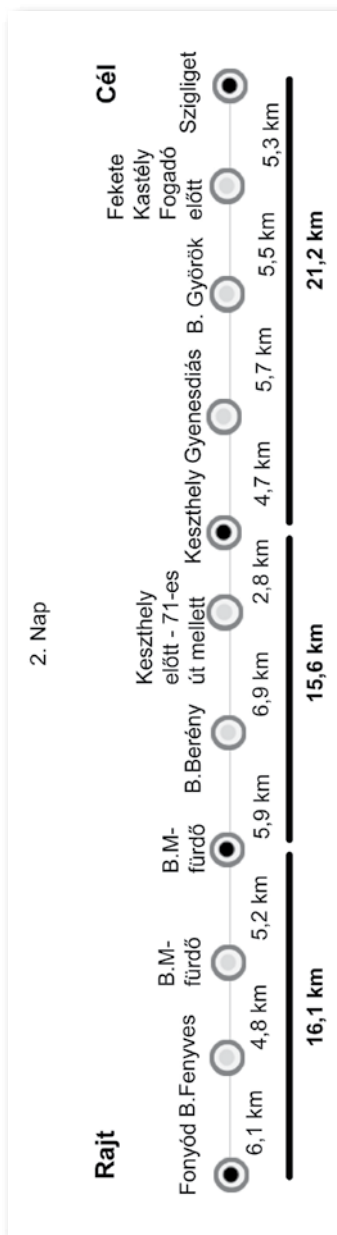 2. Nap
Rajt
Cél
Fonyód
B.Fenyves
B.M-
fürdő
B.M-
fürdő
B.Berény
Keszthely
előtt - 71-es
út mellett
Keszthely
Gyenesdiás
B. Györök
Fekete
Kastély
Fogadó
előtt
Szigliget
6,1 km
4,8 km
5,2 km
5,9 km
6,9 km
2,8 km
4,7 km
5,7 km
5,5 km
5,3 km
16,1 km
15,6 km
21,2 km